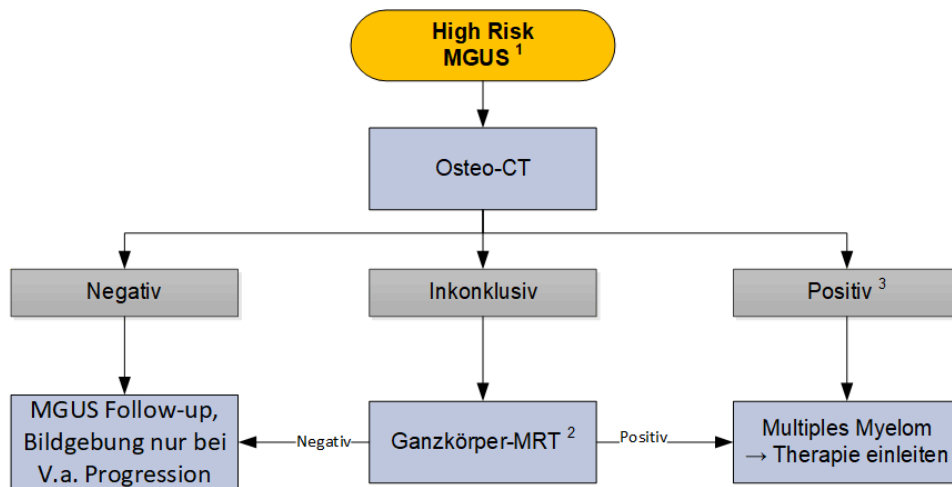 High Risk
MGUS 1
Osteo-CT
Negativ
Inkonklusiv
Positiv 3
MGUS Follow-up,
Bildgebung nur bei
V.a. Progression
Negativ
Ganzkörper-MRT 2
Positiv
Multiples Myelom
→ Therapie einleiten